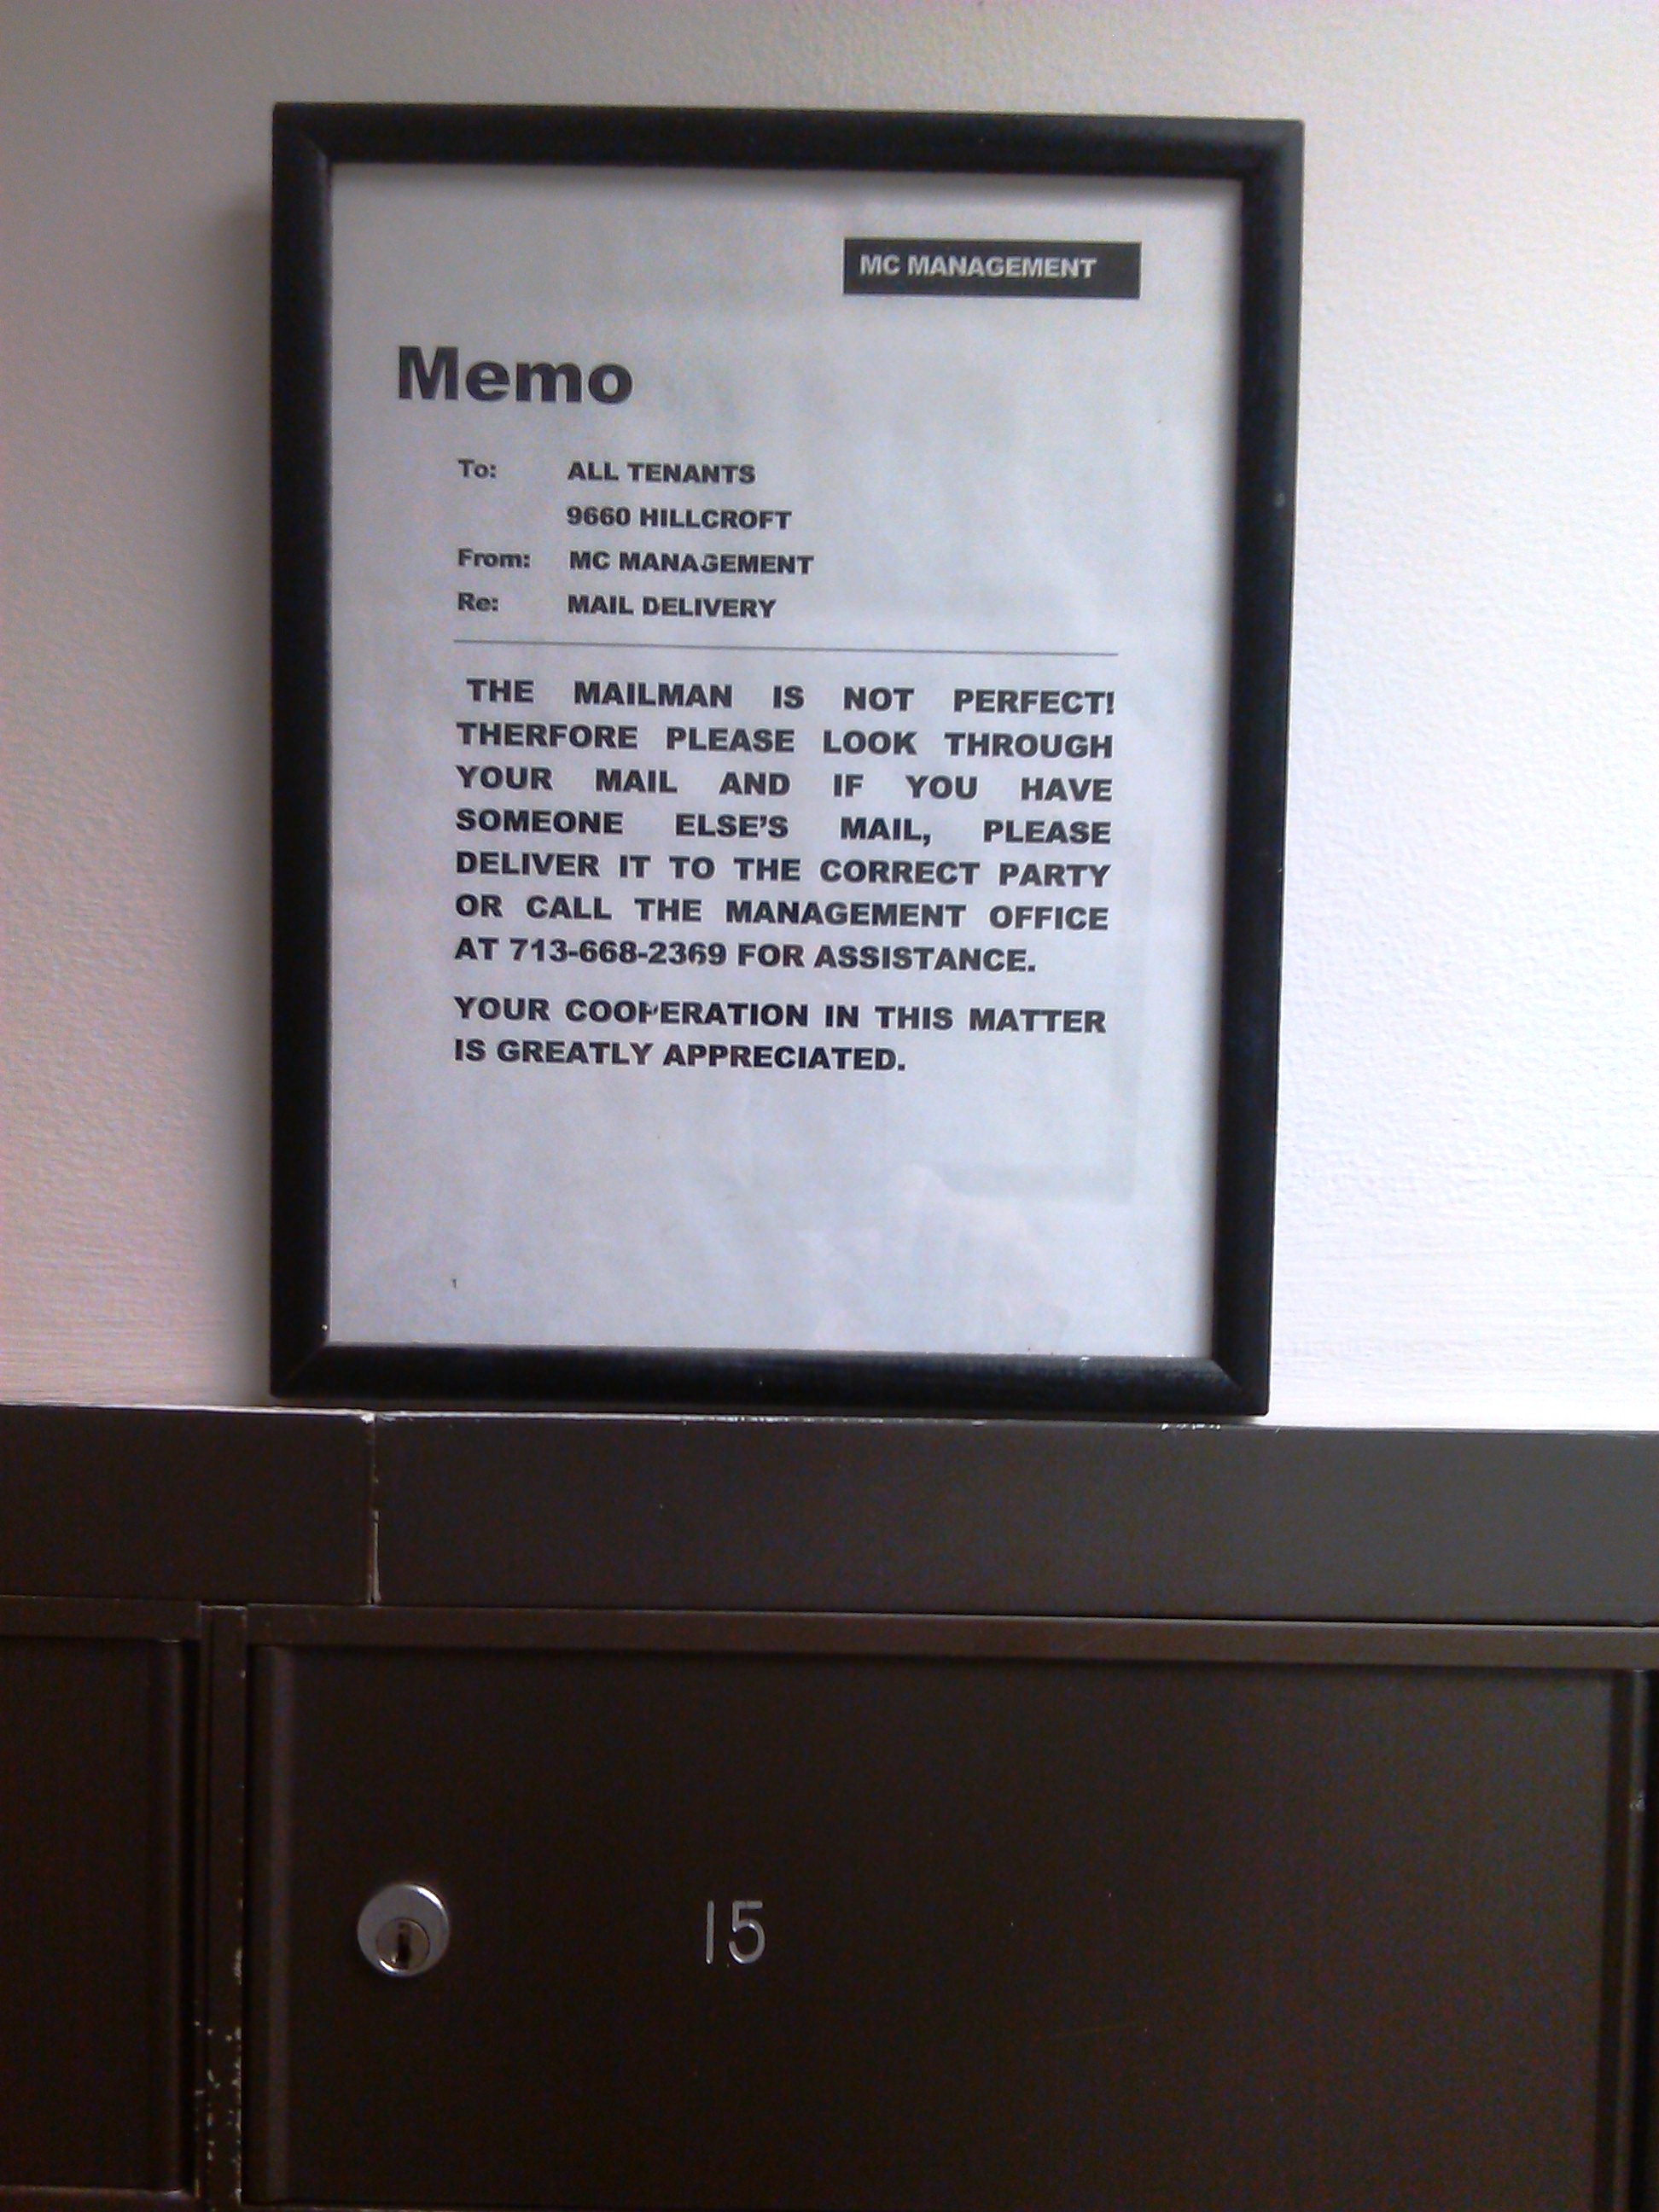 MC MANAGEMENT
Memo
To: ALL TENANTS
9660 HILLCROFT
From: MC MANAGEMENT
Re: MAIL DELIVERY
THE MAILMAN IS NOT PERFECT!
THERFORE PLEASE LOOK THROUGH
YOUR MAIL AND IF YOU HAVE
SOMEONE ELSE'S MAIL, PLEASE
DELIVER IT TO THE CORRECT PARTY
OR CALL THE MANAGEMENT OFFICE
AT 713-668-2369 FOR ASSISTANCE.
YOUR COOPERATION IN THIS MATTER
IS GREATLY APPRECIATED.
1
15